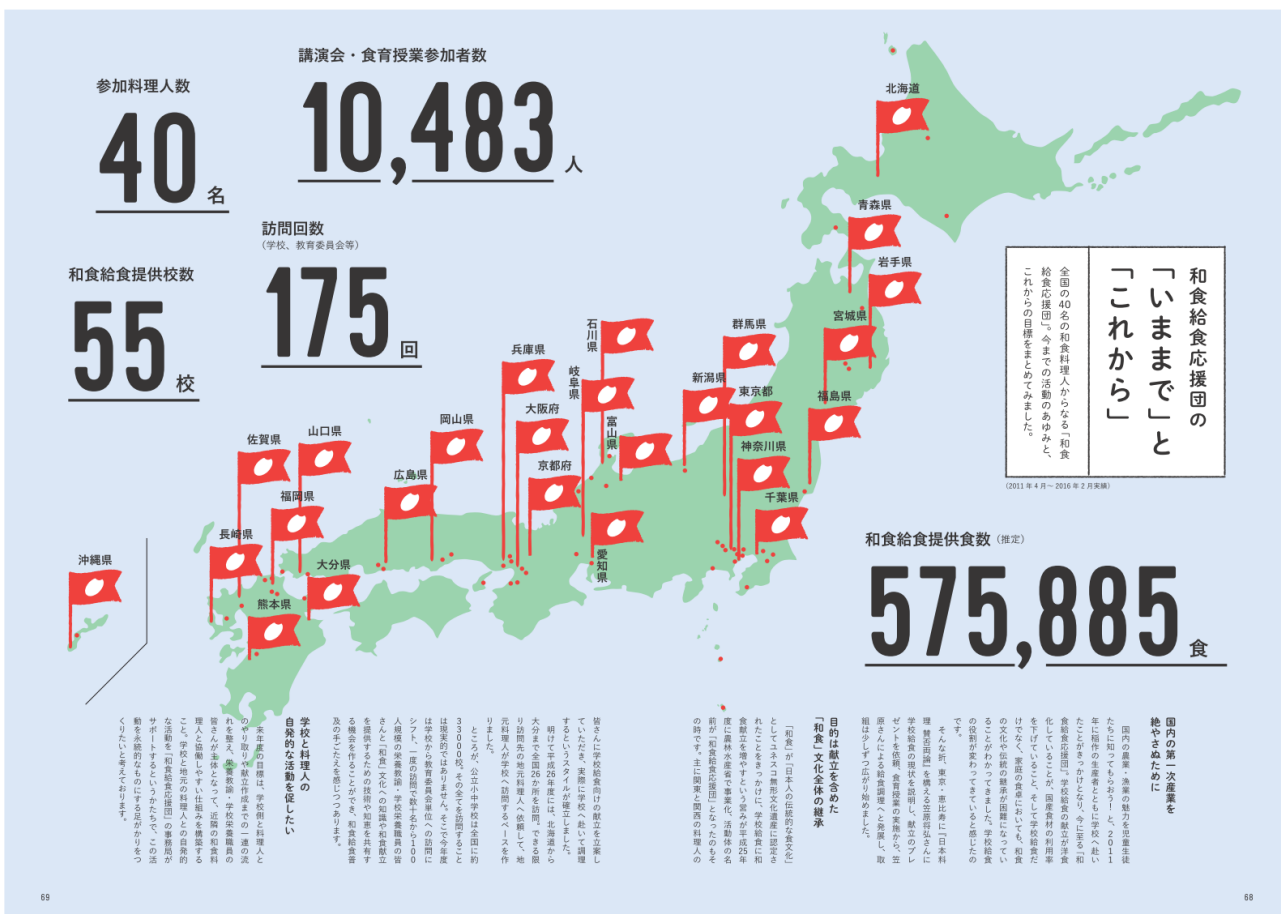 参加料理人数
40名
講演会・食育授業参加者数
10,483人
訪問回数
(学校、教育委員会等)
175回
和食給食提供校数
55校
北海道
青森県
岩手県
宮城県
福島県
群馬県
新潟県
東京都
神奈川県
千葉県
石川県
岐阜県
富山県
愛知県
兵庫県
大阪府
京都府
岡山県
広島県
山口県
佐賀県
福岡県
長崎県
大分県
熊本県
沖縄県
和食給食応援団の
「いままで」と
「これから」
全国の40名の和食料理人からなる「和食
給食応援団」。今までの活動のあゆみと、
これからの目標をまとめてみました。
(2011年4月〜2016年2月実績)
和食給食提供食数(推定)
575,885食
国内の第一次産業を
絶やさぬために
国内の農業・漁業の魅力を児童生徒
たちに知ってもらおう!と、2011
年に稲作の生産者とともに学校へ赴い
たことがきっかけとなり、今に至る「和
食給食応援団」。学校給食の献立が洋食
化していることが、国産食材の利用率
を下げていること、そして学校給食だ
けでなく、家庭の食卓においても、和食
の文化や伝統の継承が困難になってい
ることがわかってきました。学校給食
の役割が変わってきていると感じたの
です。
そんな折、東京・恵比寿に『日本料
理 賛否両論』を構える笠原将弘さんに
学校給食の現状を説明し、献立のプレ
ゼントを依頼。食育授業の実施から、笠
原さんによる給食調理へと発展し、取
組は少しずつ広がり始めました。
目的は献立を含めた
「和食」文化全体の継承
「和食」が「日本人の伝統的な食文化」
としてユネスコ無形文化遺産に認定さ
れたことをきっかけに、学校給食に和
食献立を増やすという営みが平成25年
度に農林水産省で事業化、活動体の名
前が「和食給食応援団」となったのもそ
の時です。主に関東と関西の料理人の
皆さんに学校給食向けの献立を立案し
ていただき、実際に学校へ赴いて調理
するというスタイルが確立しました。
明けて平成26年度には、北海道から
大分まで全国26か所を訪問。できる限
り訪問先の地元料理人へ依頼して、地
元料理人が学校へ訪問するベースを作
りました。
ところが、公立小中学校は全国に約
33000校。その全てを訪問すること
は現実的ではありません。そこで今年度
は学校から教育委員会単位への訪問に
シフト、一度の訪問で数十名から100
人規模の栄養教諭・学校栄養職員の皆
さんと「和食」文化への知識や和食献立
を提供するための技術や知恵を共有す
る機会を作ることができ、和食給食普
及の手ごたえを感じつつあります。
学校と料理人の
自発的な活動を促したい
来年度の目標は、学校側と料理人と
のやり取りや献立作成までの一連の流
れを整え、栄養教諭・学校栄養職員の
皆さんが主体となって、近隣の和食料
理人と協働しやすい仕組みを構築する
こと。学校と地元の料理人との自発的
な活動を「和食給食応援団」の事務局が
サポートするというかたちで、この活
動を永続的なものにする足がかりをつ
くりたいと考えております。
69
68